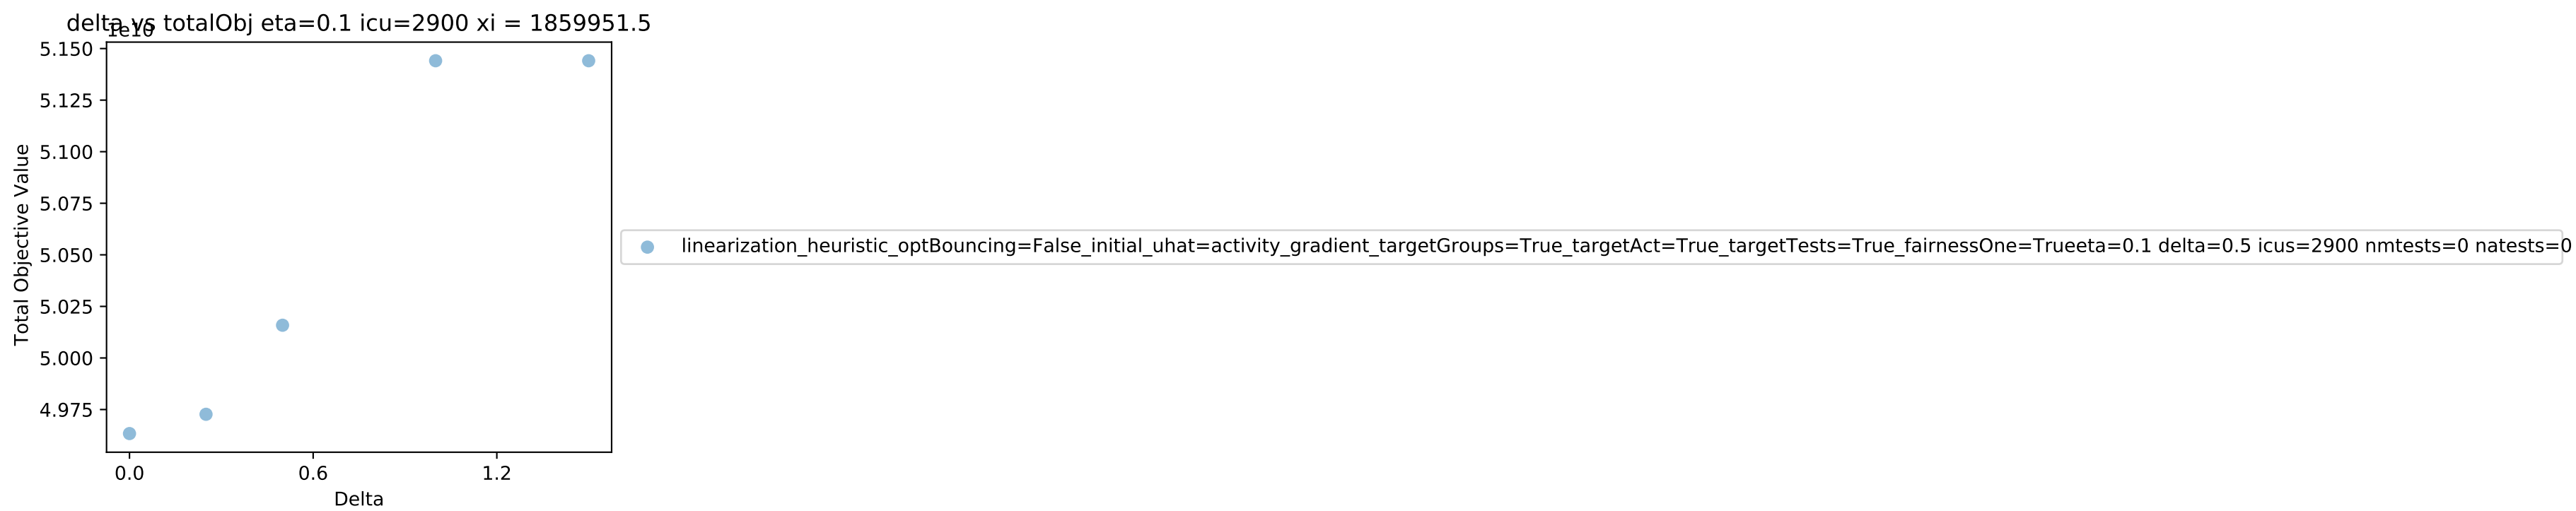 delta vs totalObj eta=0.1 icu=2900 xi = 1859951.5
1e10
5.150
5.125
5.100
5.075
5.050
5.025
5.000
4.975
Total Objective Value
0.0 0.6 1.2
Delta
linearization_heuristic_optBouncing=False_initial_uhat=activity_gradient_targetGroups=True_targetAct=True_targetTests=True_fairnessOne=Trueeta=0.1 delta=0.5 icus=2900 nmtests=0 natests=0